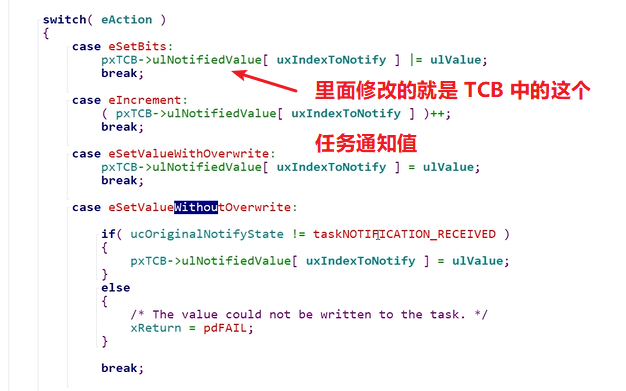 switch( eAction )
{
case eSetBits:
pxTCB->ulNotifiedValue[ uxIndexToNotify ] |= ulValue;
break;
里面修改的就是 TCB 中的这个
case eIncrement:
( pxTCB->ulNotifiedValue[ uxIndexToNotify ] )++;
break;
任务通知值
case eSetValueWithOverwrite:
pxTCB->ulNotifiedValue[ uxIndexToNotify ] = ulValue;
break;
case eSetValueWithoutOverwrite:
if( ucOriginalNotifyState != taskNOTIFICATION_RECEIVED )
{
pxTCB->ulNotifiedValue[ uxIndexToNotify ] = ulValue;
}
else
{
/* The value could not be written to the task. */
xReturn = pdFAIL;
}
break;